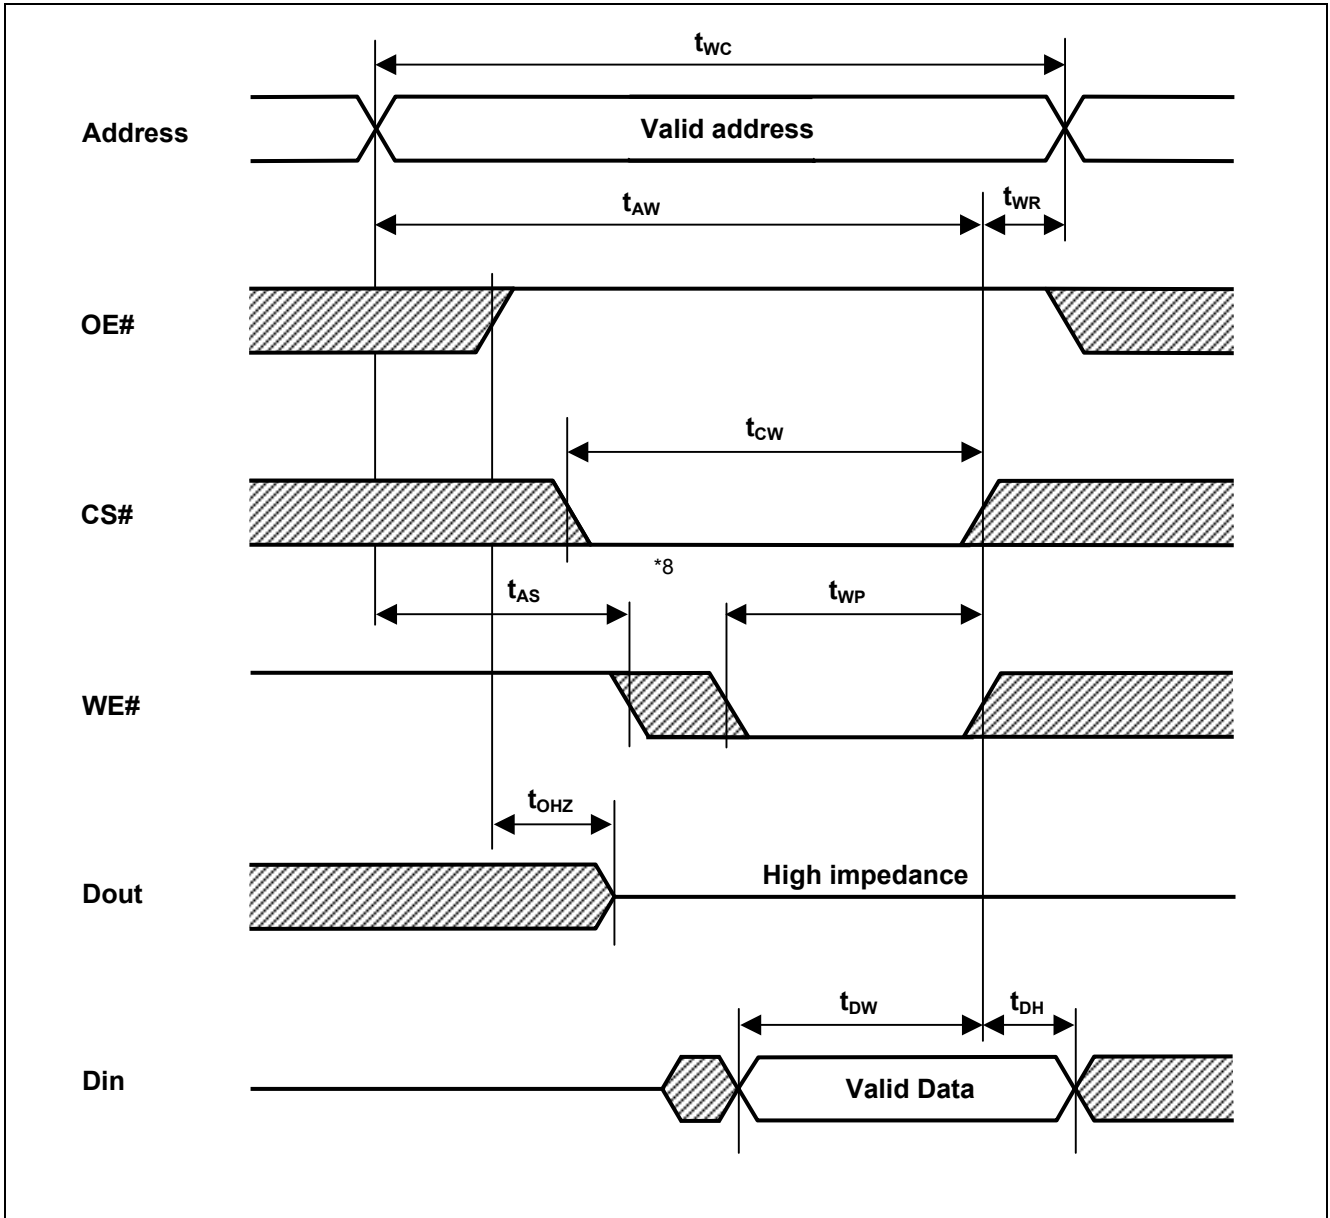 tWC
Address
Valid address
tAW
tWR
OE#
tCW
CS#
*8
tAS
tWP
WE#
tOHZ
Dout
High impedance
tDW
tDH
Din
Valid Data